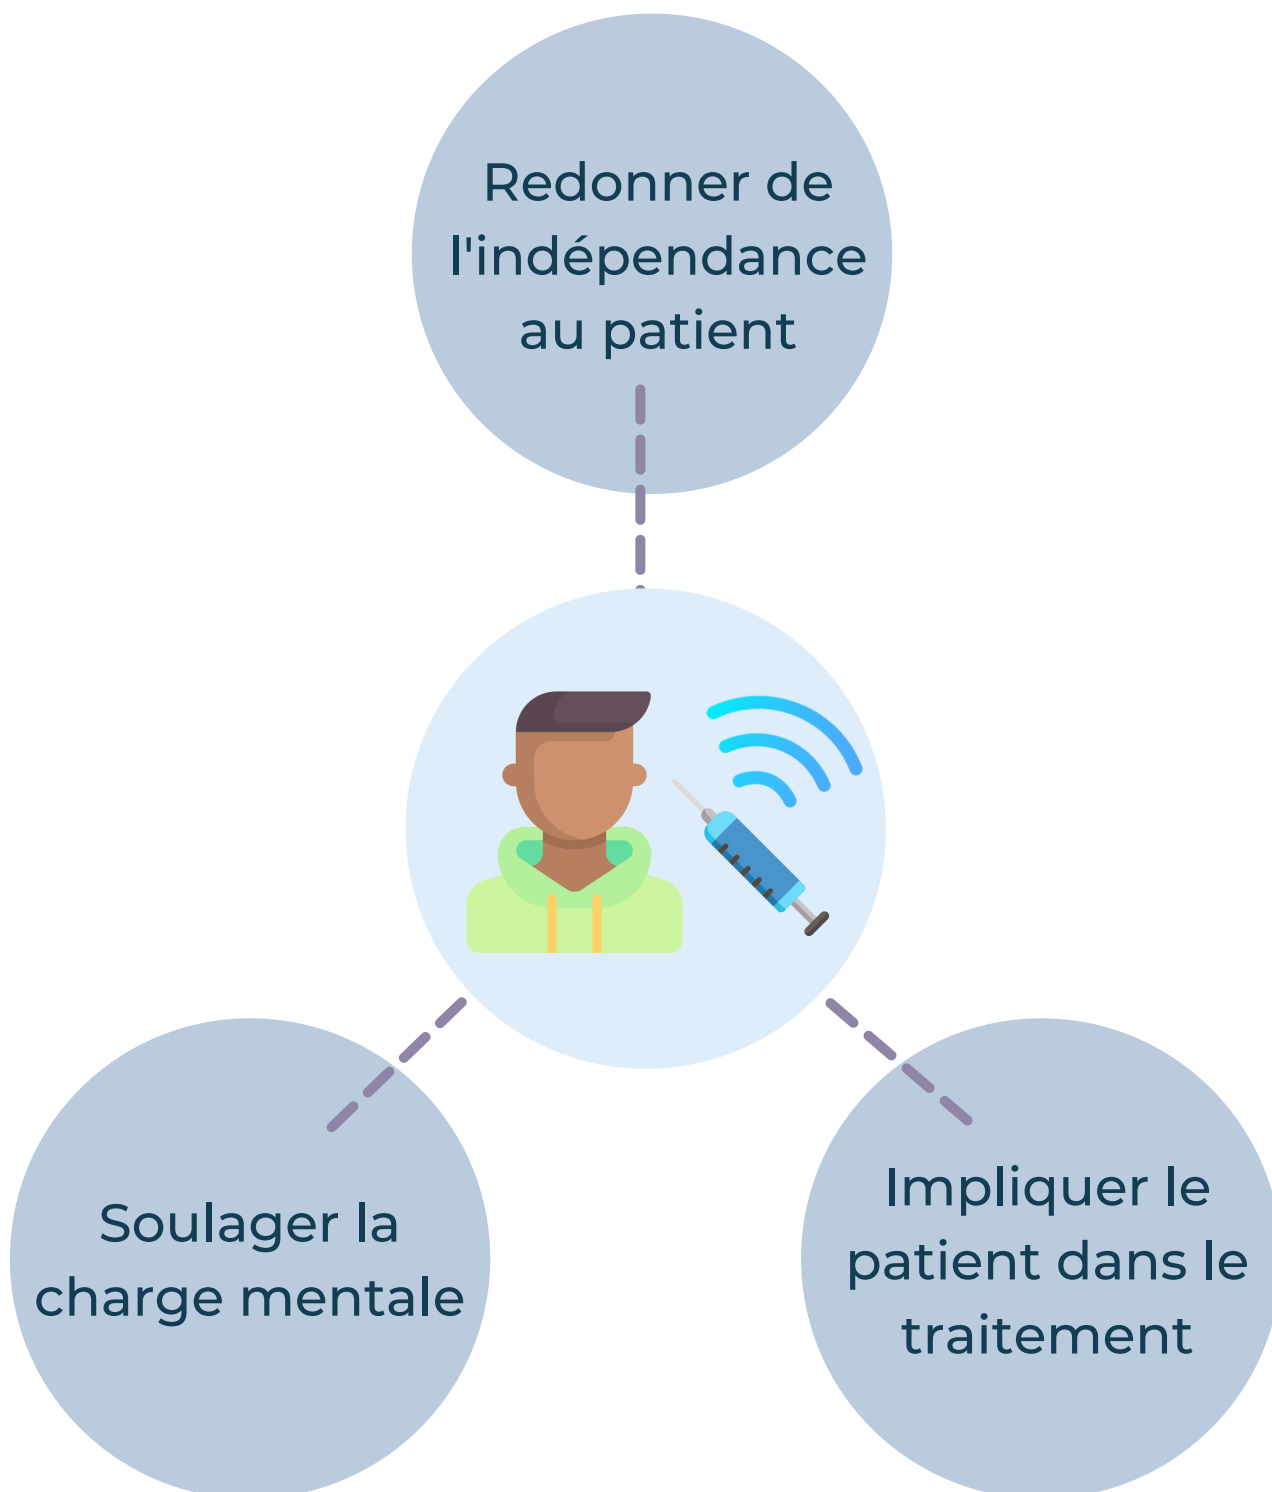 Redonner de
l'indépendance
au patient
Soulager la
charge mentale
Impliquer le
patient dans le
traitement